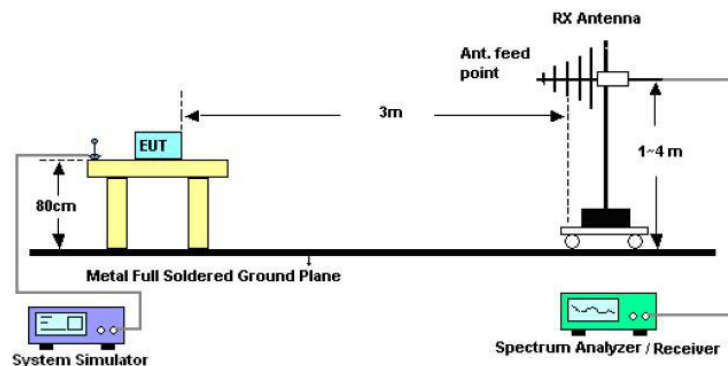 RX Antenna
Ant. feed
point
3m
EUT
1~4 m
80cm
Metal Full Soldered Ground Plane
System Simulator
Spectrum Analyzer / Receiver